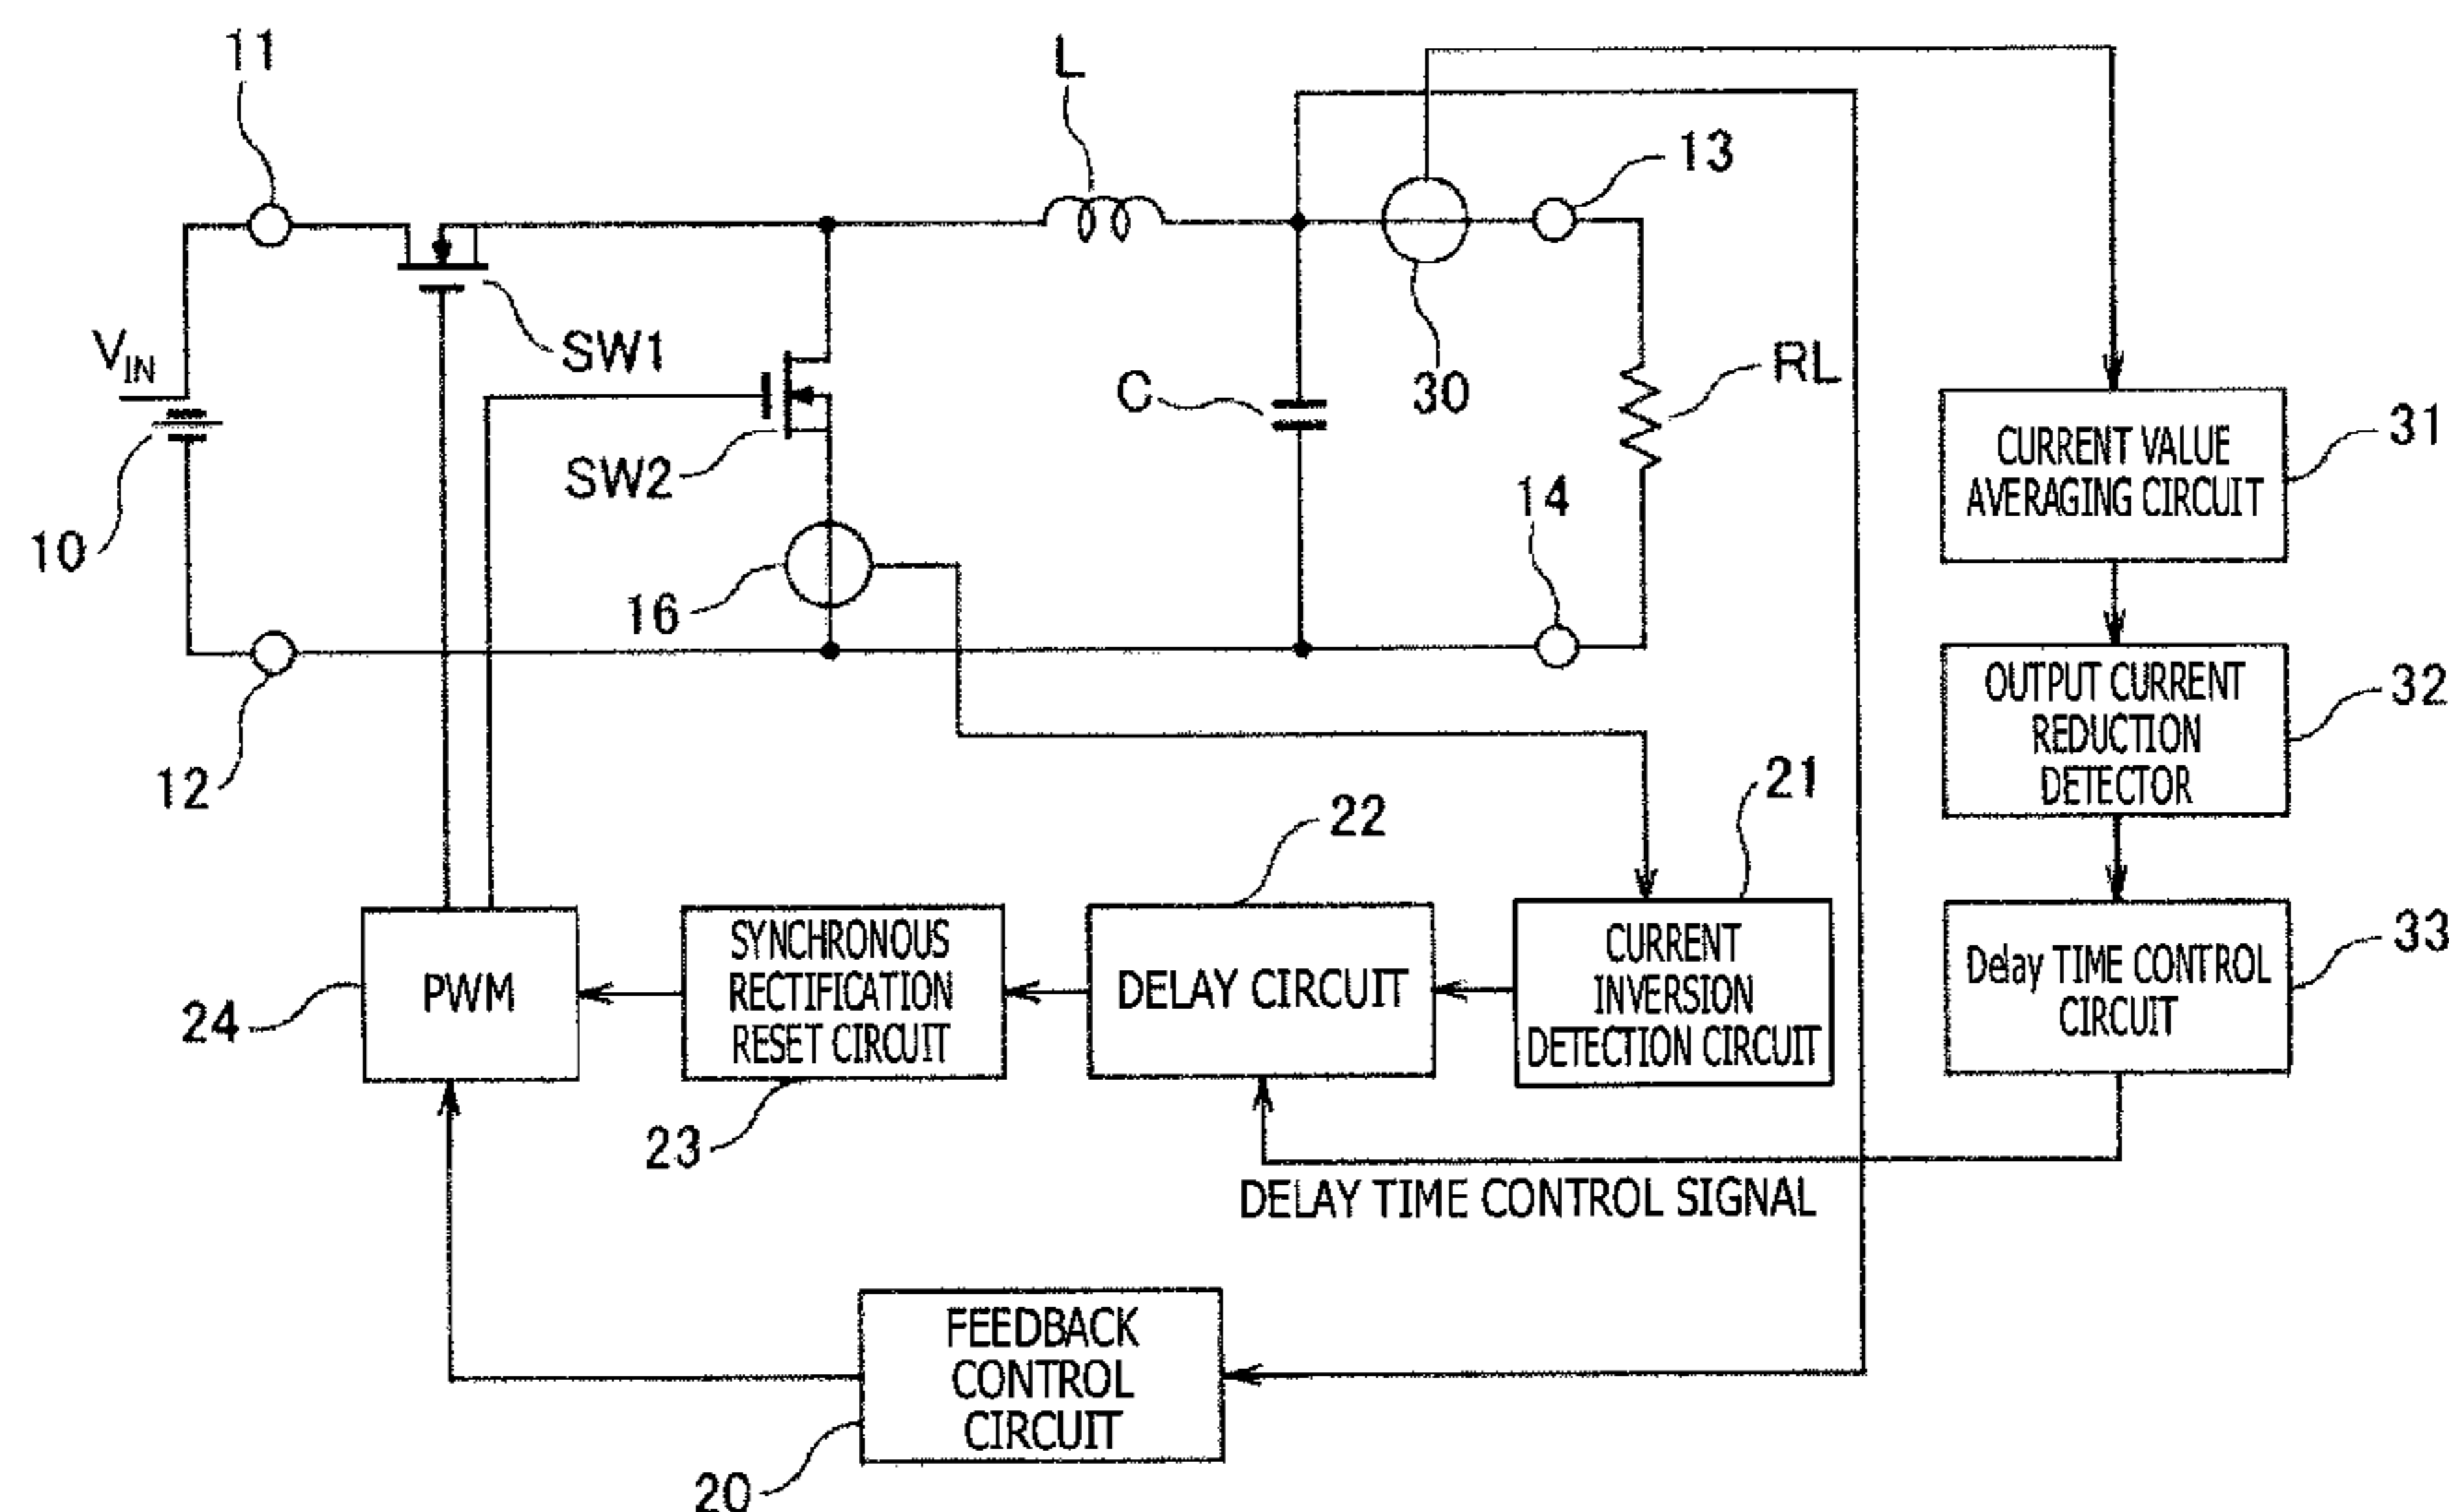 11
L
13
V_IN
SW1
C
30
RL
31
CURRENT VALUE
AVERAGING CIRCUIT
SW2
10
16
14
12
OUTPUT CURRENT
REDUCTION
DETECTOR
32
22
21
24
PWM
SYNCHRONOUS
RECTIFICATION
RESET CIRCUIT
23
DELAY CIRCUIT
CURRENT
INVERSION
DETECTION CIRCUIT
Delay TIME CONTROL
CIRCUIT
33
DELAY TIME CONTROL SIGNAL
FEEDBACK
CONTROL
CIRCUIT
20